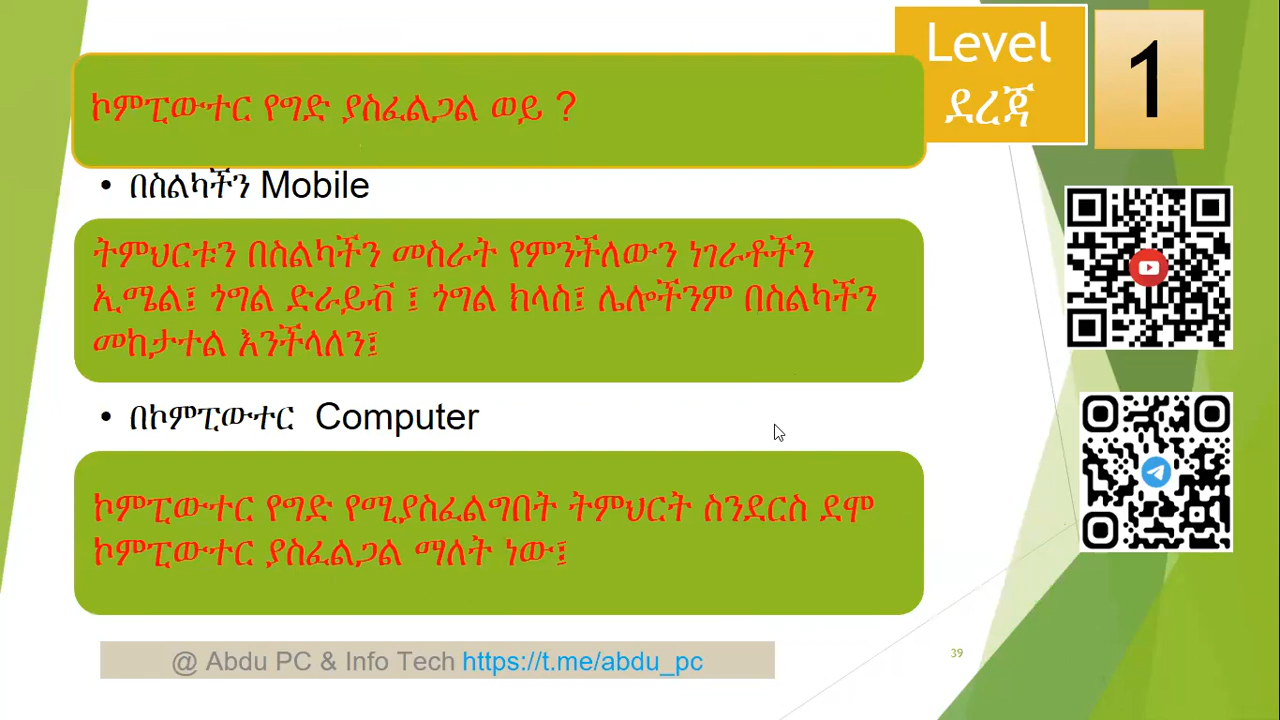 Level
ደረጃ
1
ኮምፒውተር የግድ ያስፈልጋል ወይ ?
• በስልካችን Mobile
ትምህርቱን በስልካችን መስራት የምንችለውን ነገራቶችን
ኢሜል፤ ጎግል ድራይቭ ፤ ጎግል ክላስ፤ ሌሎችንም በስልካችን
መከታተል እንችላለን፤
• በኮምፒውተር Computer
ኮምፒውተር የግድ የሚያስፈልግበት ትምህርት ስንደርስ ደሞ
ኮምፒውተር ያስፈልጋል ማለት ነው፤
@ Abdu PC & Info Tech https://t.me/abdu_pc
39